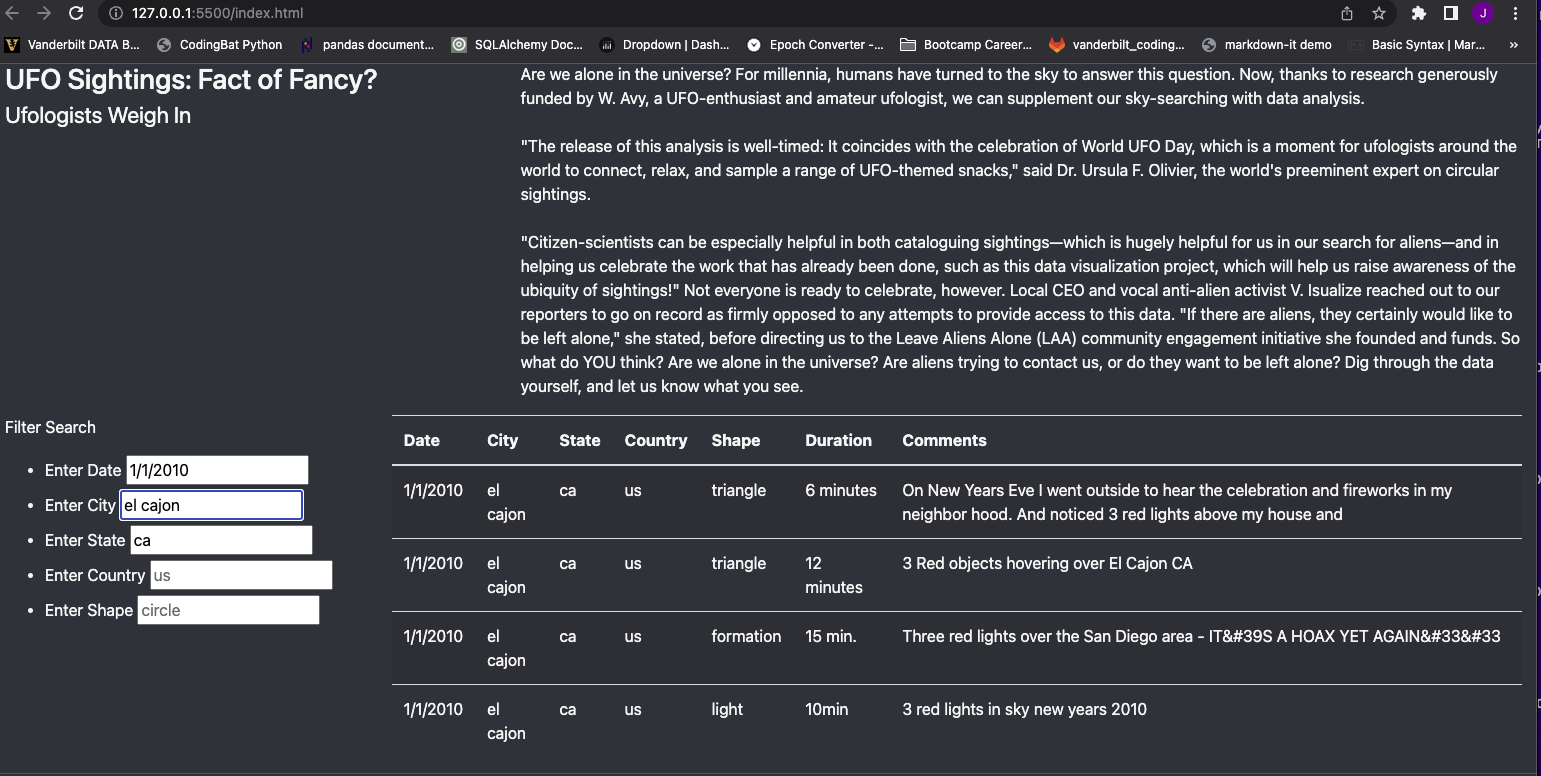 127.0.0.1:5500/index.html
J
Vanderbilt DATA B... CodingBat Python pandas document... SQLAlchemy Doc... Dropdown | Dash... Epoch Converter -... Bootcamp Career... vanderbilt_coding... markdown-it demo Basic Syntax | Mar... »
UFO Sightings: Fact of Fancy?
Ufologists Weigh In
Are we alone in the universe? For millennia, humans have turned to the sky to answer this question. Now, thanks to research generously
funded by W. Avy, a UFO-enthusiast and amateur ufologist, we can supplement our sky-searching with data analysis.
"The release of this analysis is well-timed: It coincides with the celebration of World UFO Day, which is a moment for ufologists around the
world to connect, relax, and sample a range of UFO-themed snacks," said Dr. Ursula F. Olivier, the world's preeminent expert on circular
sightings.
"Citizen-scientists can be especially helpful in both cataloguing sightings—which is hugely helpful for us in our search for aliens—and in
helping us celebrate the work that has already been done, such as this data visualization project, which will help us raise awareness of the
ubiquity of sightings!" Not everyone is ready to celebrate, however. Local CEO and vocal anti-alien activist V. Isualize reached out to our
reporters to go on record as firmly opposed to any attempts to provide access to this data. "If there are aliens, they certainly would like to
be left alone," she stated, before directing us to the Leave Aliens Alone (LAA) community engagement initiative she founded and funds. So
what do YOU think? Are we alone in the universe? Are aliens trying to contact us, or do they want to be left alone? Dig through the data
yourself, and let us know what you see.
Filter Search
• Enter Date 1/1/2010
• Enter City el cajon
• Enter State ca
• Enter Country us
• Enter Shape circle
Date City State Country Shape Duration Comments
1/1/2010 el ca us triangle 6 minutes On New Years Eve I went outside to hear the celebration and fireworks in my
cajon neighbor hood. And noticed 3 red lights above my house and
1/1/2010 el ca us triangle 12 3 Red objects hovering over El Cajon CA
cajon minutes
1/1/2010 el ca us formation 15 min. Three red lights over the San Diego area - IT&#39S A HOAX YET AGAIN&#33&#33
cajon
1/1/2010 el ca us light 10min 3 red lights in sky new years 2010
cajon